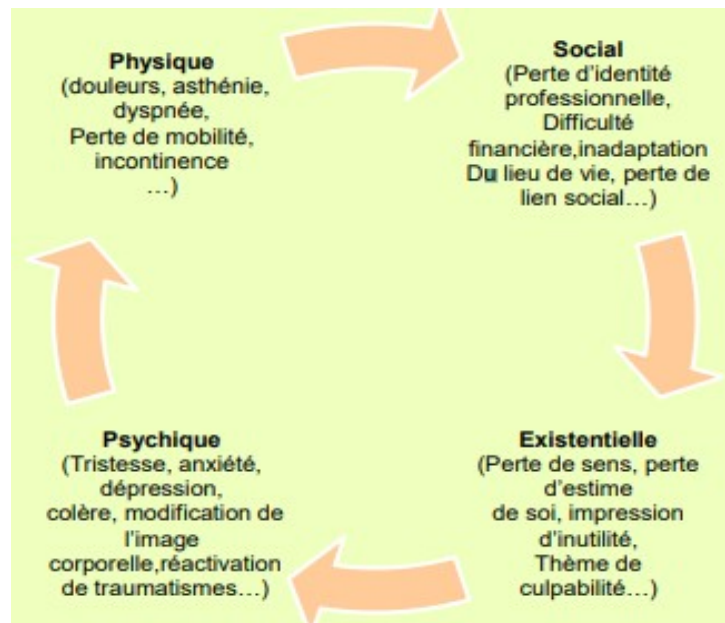 Physique
(douleurs, asthénie,
dyspnée,
Perte de mobilité,
incontinence
…)
Social
(Perte d'identité
professionnelle,
Difficulté
financière,inadaptation
Du lieu de vie, perte de
lien social…)
Psychique
(Tristesse, anxiété,
dépression,
colère, modification de
l'image
corporelle,réactivation
de traumatismes…)
Existentielle
(Perte de sens, perte
d'estime
de soi, impression
d'inutilité,
Thème de
culpabilité…)